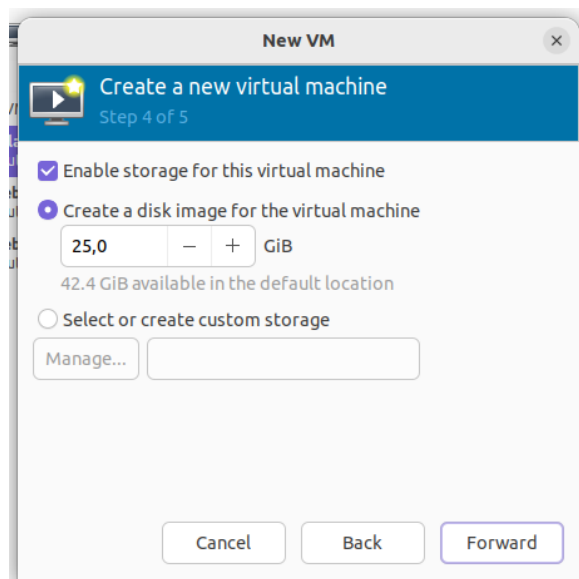 New VM
Create a new virtual machine
Step 4 of 5
Enable storage for this virtual machine
Create a disk image for the virtual machine
25,0 − + GiB
42.4 GiB available in the default location
Select or create custom storage
Manage...
Cancel Back Forward